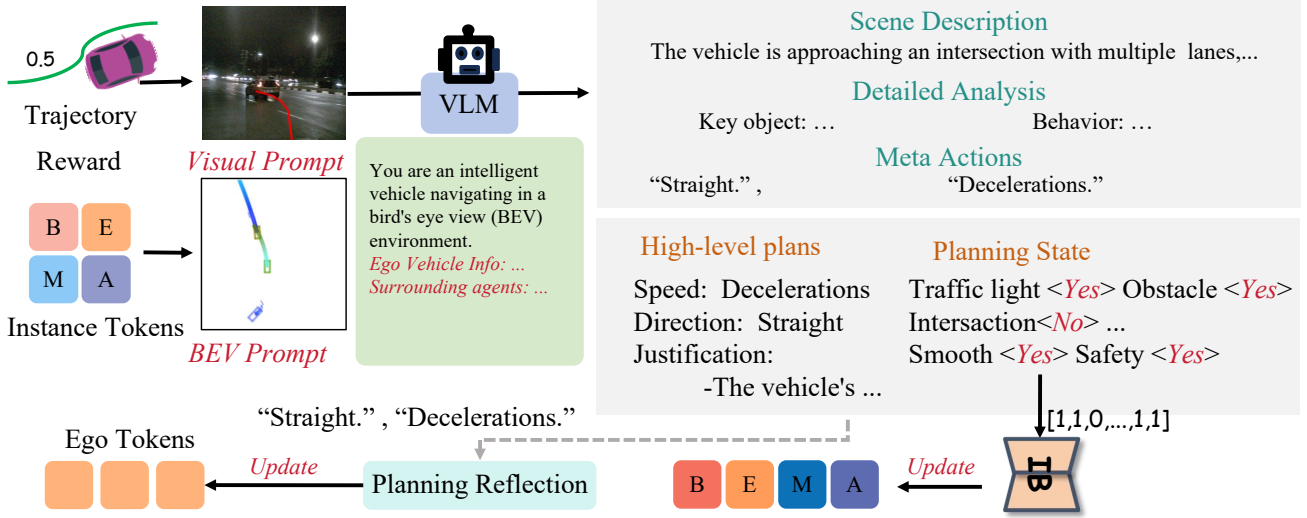 0.5
Trajectory
Reward
Visual Prompt
B E
M A
Instance Tokens
BEV Prompt
VLM
You are an intelligent
vehicle navigating in a
bird's eye view (BEV)
environment.
Ego Vehicle Info: ...
Surrounding agents: ...
Scene Description
The vehicle is approaching an intersection with multiple lanes,...
Detailed Analysis
Key object: … Behavior: …
Meta Actions
“Straight.” , “Decelerations.”
High-level plans
Speed: Decelerations
Direction: Straight
Justification:
-The vehicle's ...
Planning State
Traffic light <Yes> Obstacle <Yes>
Intersaction<No> ...
Smooth <Yes> Safety <Yes>
[1,1,0,...,1,1]
IB
Update
B E M A
“Straight.” , “Decelerations.”
Planning Reflection
Update
Ego Tokens